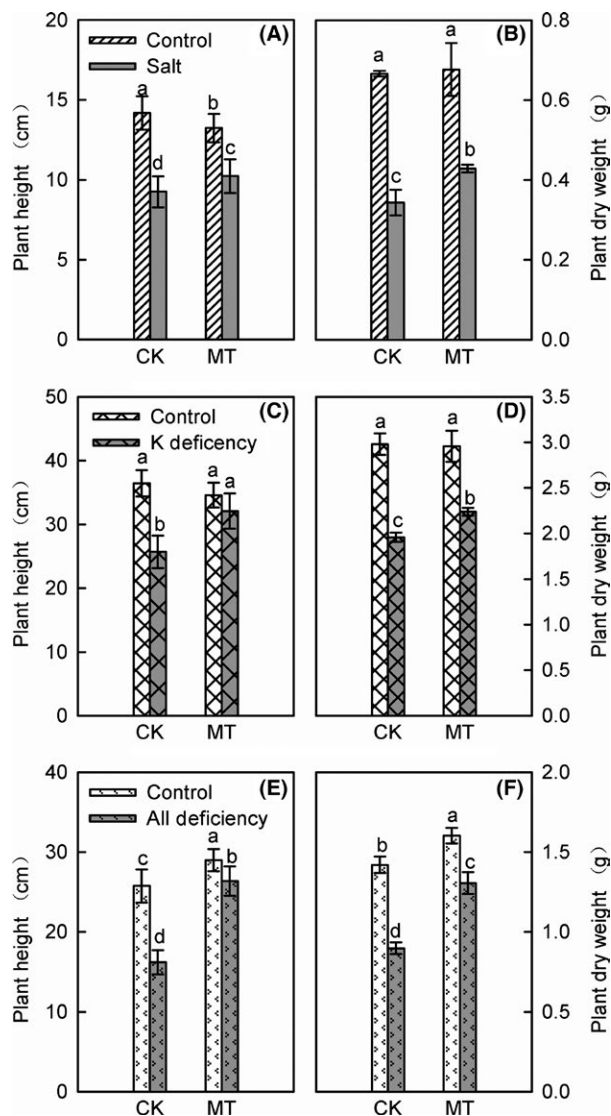 20
15
10
5
0
Plant height (cm)
Control
Salt
(A)
a
d
b
c
CK
MT
(B)
a
c
a
b
CK
MT
0.8
0.6
0.4
0.2
0.0
Plant dry weight (g)
50
40
30
20
10
0
Plant height (cm)
Control
K deficency
(C)
a
b
a
a
CK
MT
(D)
a
c
a
b
CK
MT
3.5
3.0
2.5
2.0
1.5
1.0
0.5
0.0
Plant dry weight (g)
40
30
20
10
0
Plant height (cm)
Control
All deficiency
(E)
c
d
a
b
CK
MT
(F)
b
d
a
c
CK
MT
2.0
1.5
1.0
0.5
0.0
Plant dry weight (g)